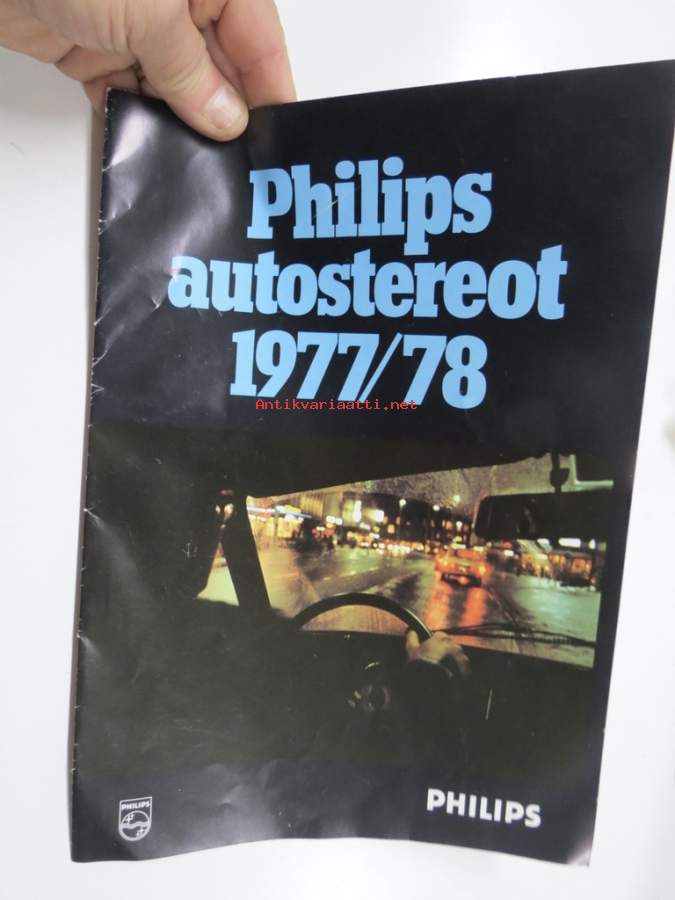 Philips
autostereot
1977/78
Antikvariaatti.net
PHILIPS
PHILIPS